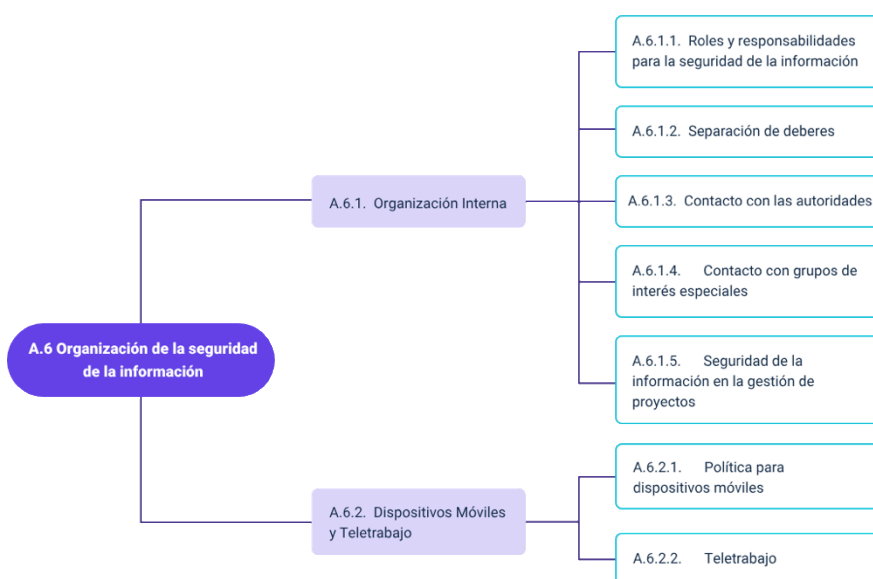 A.6 Organización de la seguridad
de la información
A.6.1. Organización Interna
A.6.1.1. Roles y responsabilidades
para la seguridad de la información
A.6.1.2. Separación de deberes
A.6.1.3. Contacto con las autoridades
A.6.1.4. Contacto con grupos de
interés especiales
A.6.1.5. Seguridad de la
información en la gestión de
proyectos
A.6.2. Dispositivos Móviles
y Teletrabajo
A.6.2.1. Política para
dispositivos móviles
A.6.2.2. Teletrabajo